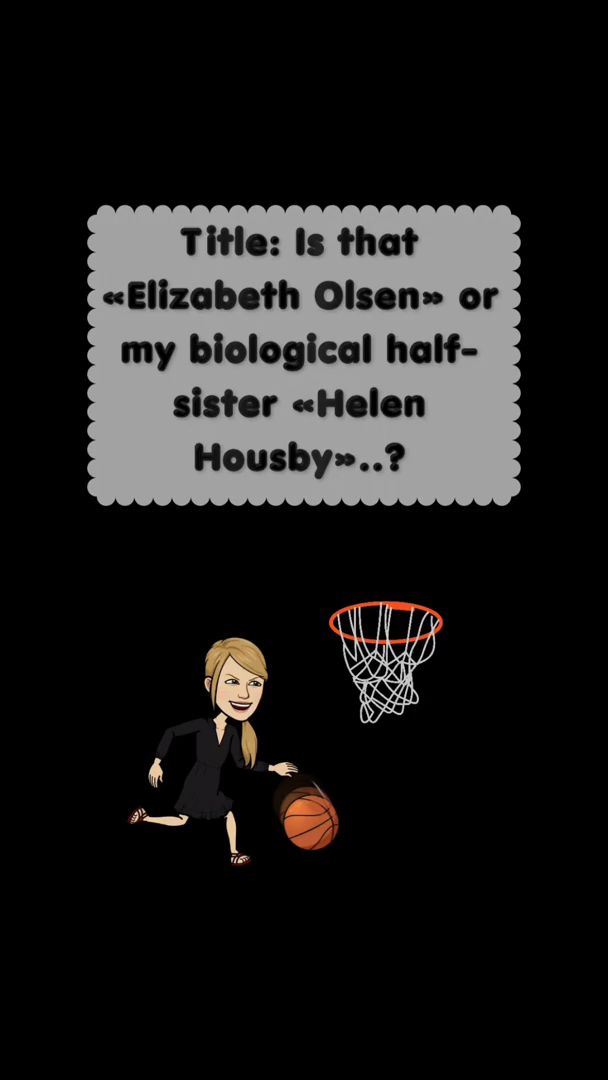 Title: Is that
«Elizabeth Olsen» or
my biological half-
sister «Helen
Housby»..?